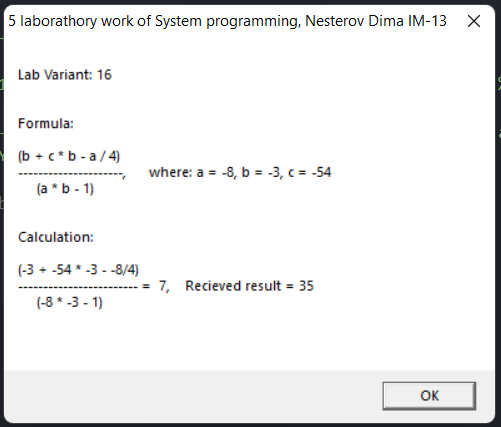 5 laborathory work of System programming, Nesterov Dima IM-13
Lab Variant: 16
Formula:
(b + c * b - a / 4)
---------------------, where: a = -8, b = -3, c = -54
(a * b - 1)
Calculation:
(-3 + -54 * -3 - -8/4)
------------------------ = 7, Recieved result = 35
(-8 * -3 - 1)
OK